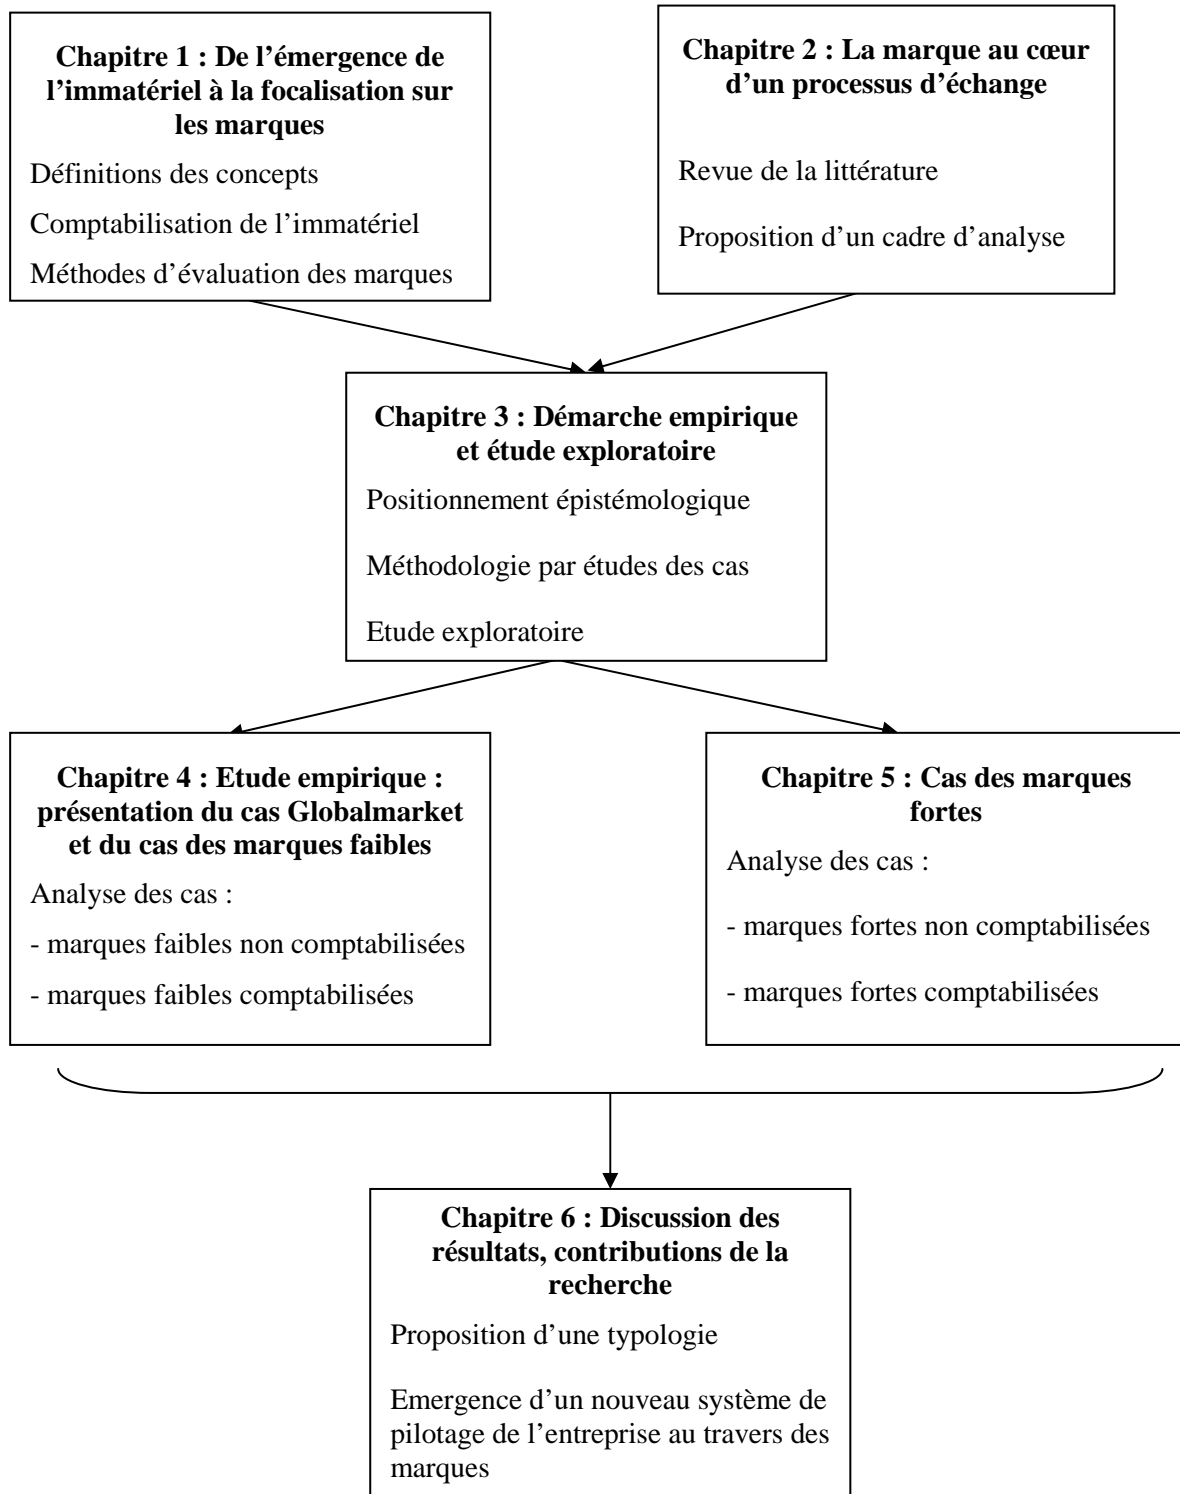 Chapitre 1 : De l’émergence de
l’immatériel à la focalisation sur
les marques
Définitions des concepts
Comptabilisation de l’immatériel
Méthodes d’évaluation des marques
Chapitre 2 : La marque au cœur
d’un processus d’échange
Revue de la littérature
Proposition d’un cadre d’analyse
Chapitre 3 : Démarche empirique
et étude exploratoire
Positionnement épistémologique
Méthodologie par études des cas
Etude exploratoire
Chapitre 4 : Etude empirique :
présentation du cas Globalmarket
et du cas des marques faibles
Analyse des cas :
- marques faibles non comptabilisées
- marques faibles comptabilisées
Chapitre 5 : Cas des marques
fortes
Analyse des cas :
- marques fortes non comptabilisées
- marques fortes comptabilisées
Chapitre 6 : Discussion des
résultats, contributions de la
recherche
Proposition d’une typologie
Emergence d’un nouveau système de
pilotage de l’entreprise au travers des
marques